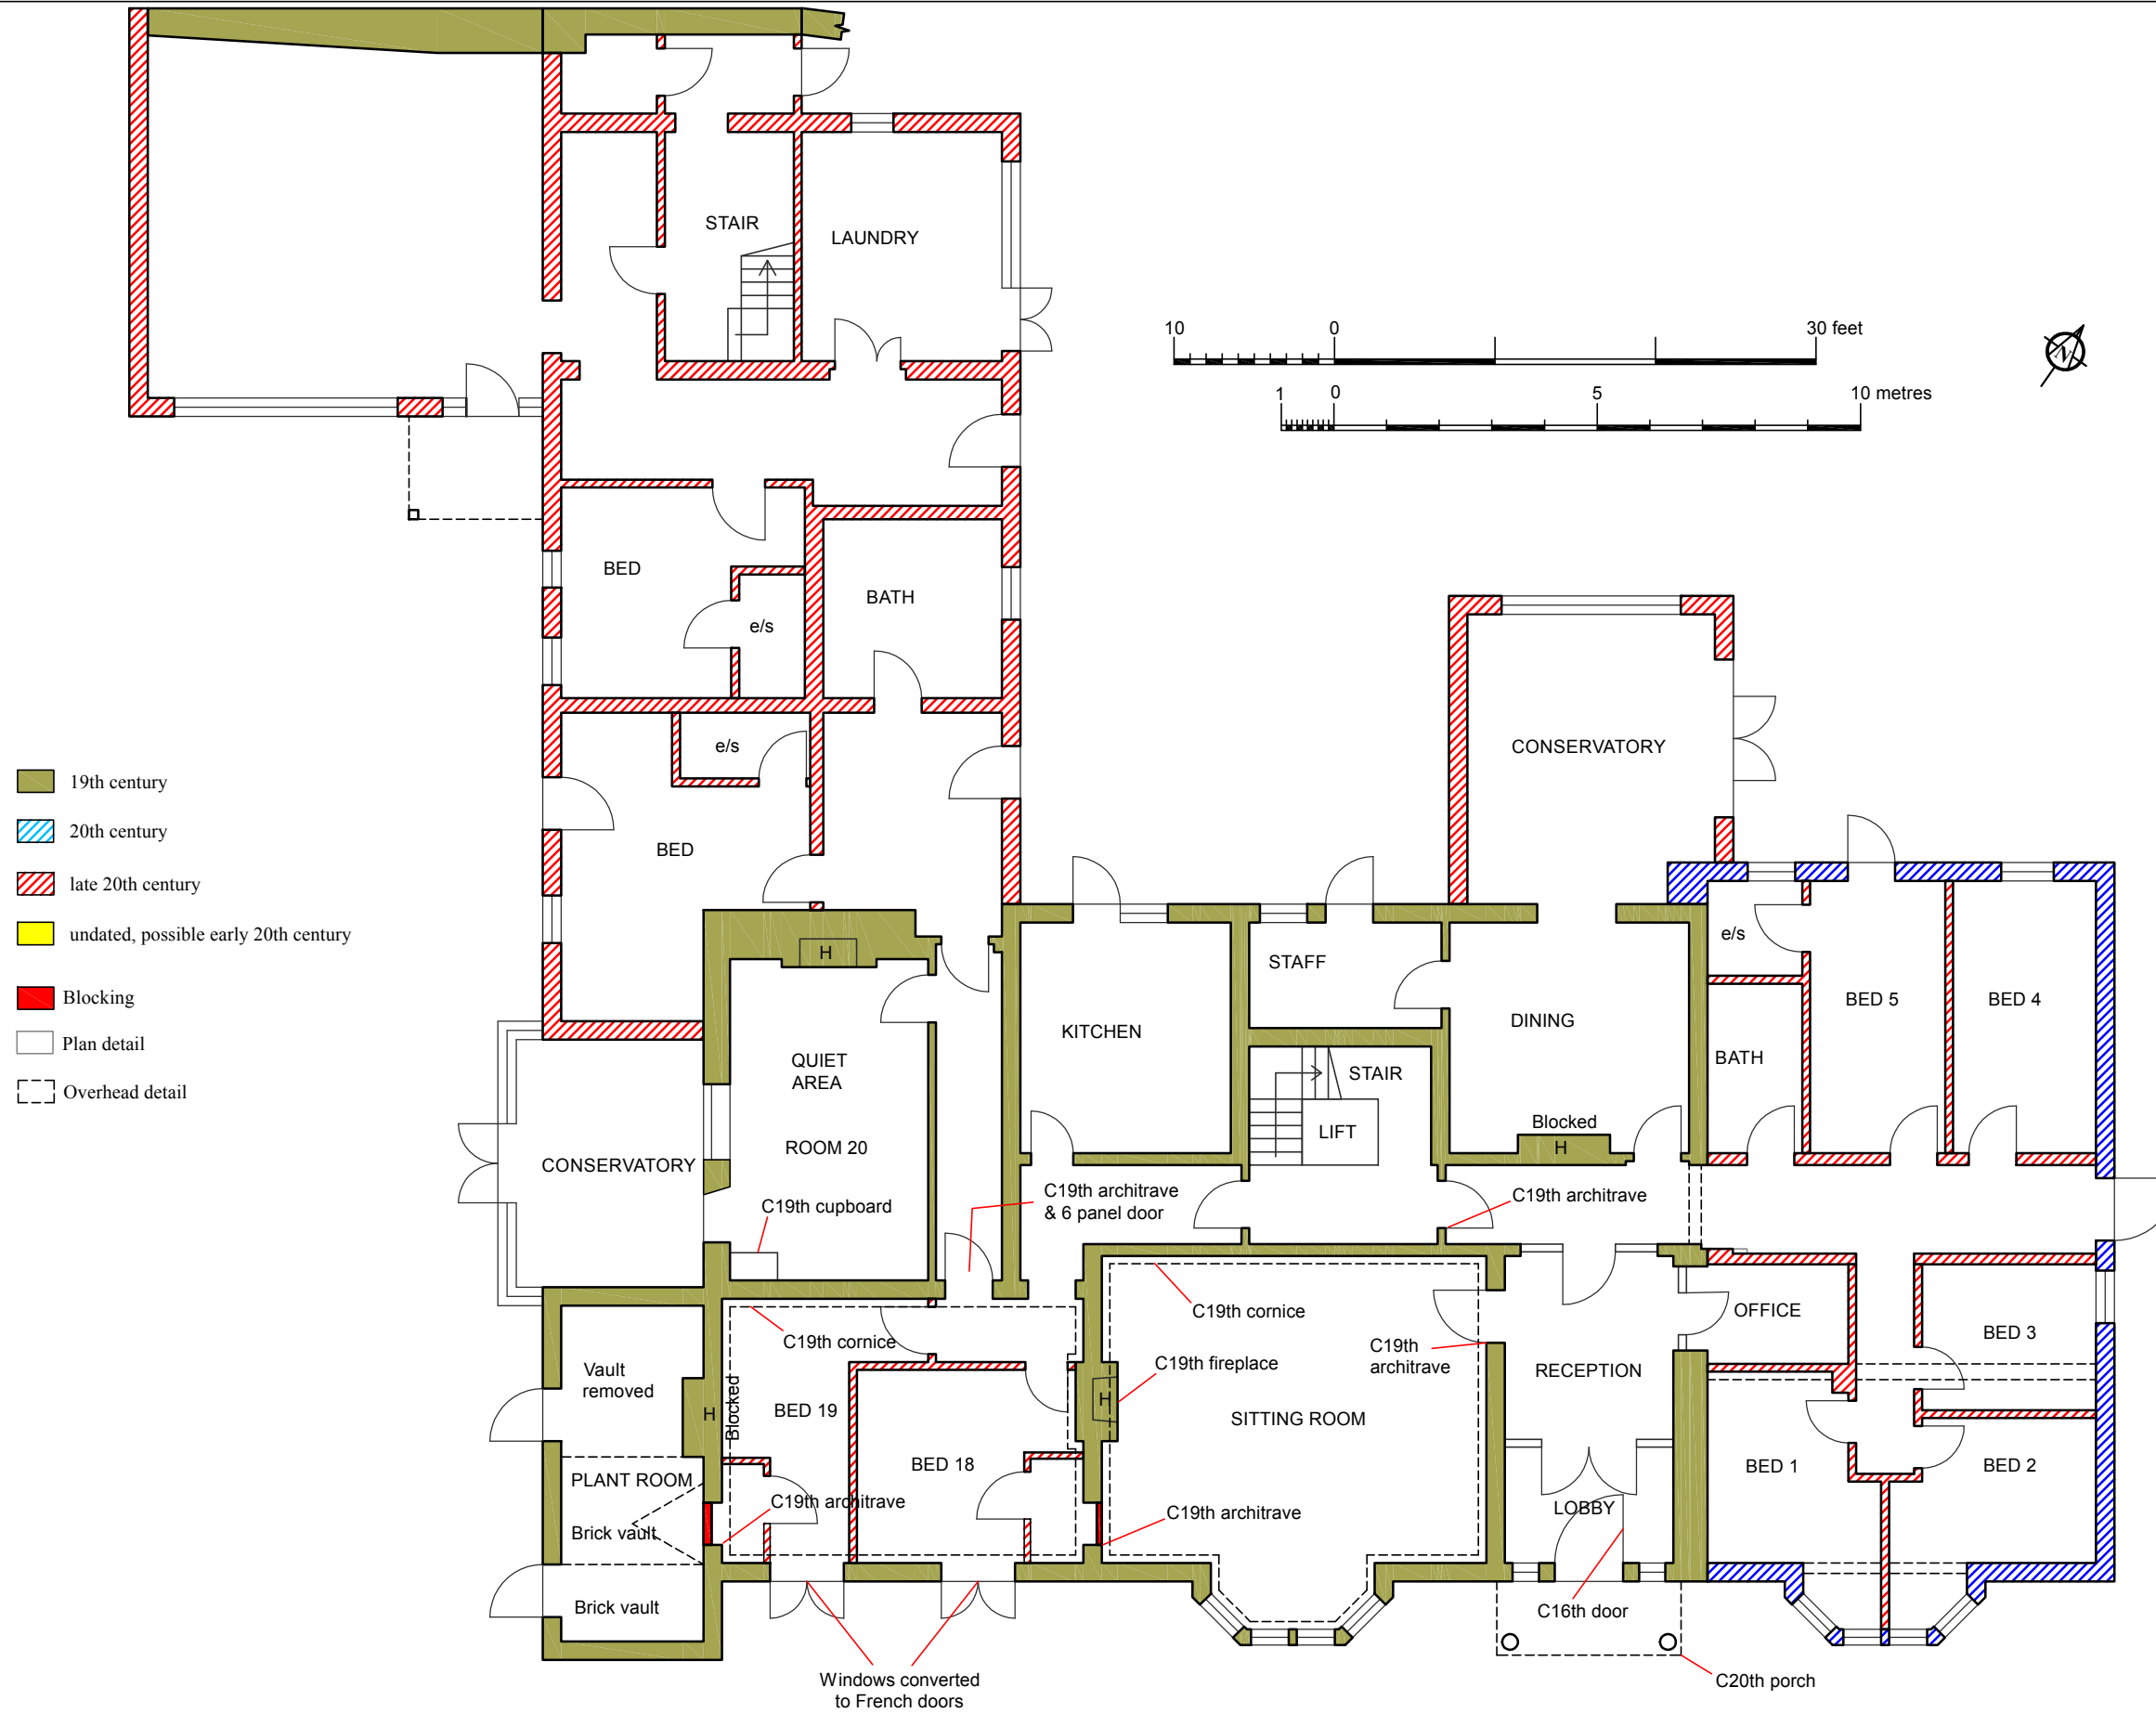 STAIR
LAUNDRY
10 0 30 feet
1 0 5 10 metres
N
BED
BATH
e/s
e/s
CONSERVATORY
BED
19th century
20th century
late 20th century
undated, possible early 20th century
Blocking
Plan detail
Overhead detail
H
STAFF
e/s
BED 5
BED 4
KITCHEN
DINING
QUIET
AREA
BATH
STAIR
LIFT
Blocked
H
ROOM 20
CONSERVATORY
C19th cupboard
C19th architrave
& 6 panel door
C19th architrave
C19th cornice
C19th cornice
OFFICE
BED 3
C19th
architrave
C19th fireplace
RECEPTION
Vault
removed
H
Blocked
BED 19
H
SITTING ROOM
BED 18
BED 1
BED 2
PLANT ROOM
C19th architrave
C19th architrave
LOBBY
Brick vault
Brick vault
C16th door
Windows converted
to French doors
C20th porch